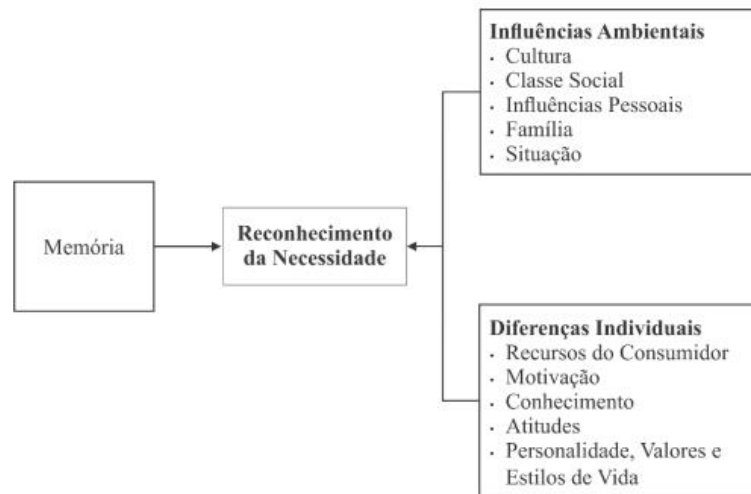 Influências Ambientais
· Cultura
· Classe Social
· Influências Pessoais
· Família
· Situação
Memória
Reconhecimento
da Necessidade
Diferenças Individuais
· Recursos do Consumidor
· Motivação
· Conhecimento
· Atitudes
· Personalidade, Valores e
Estilos de Vida